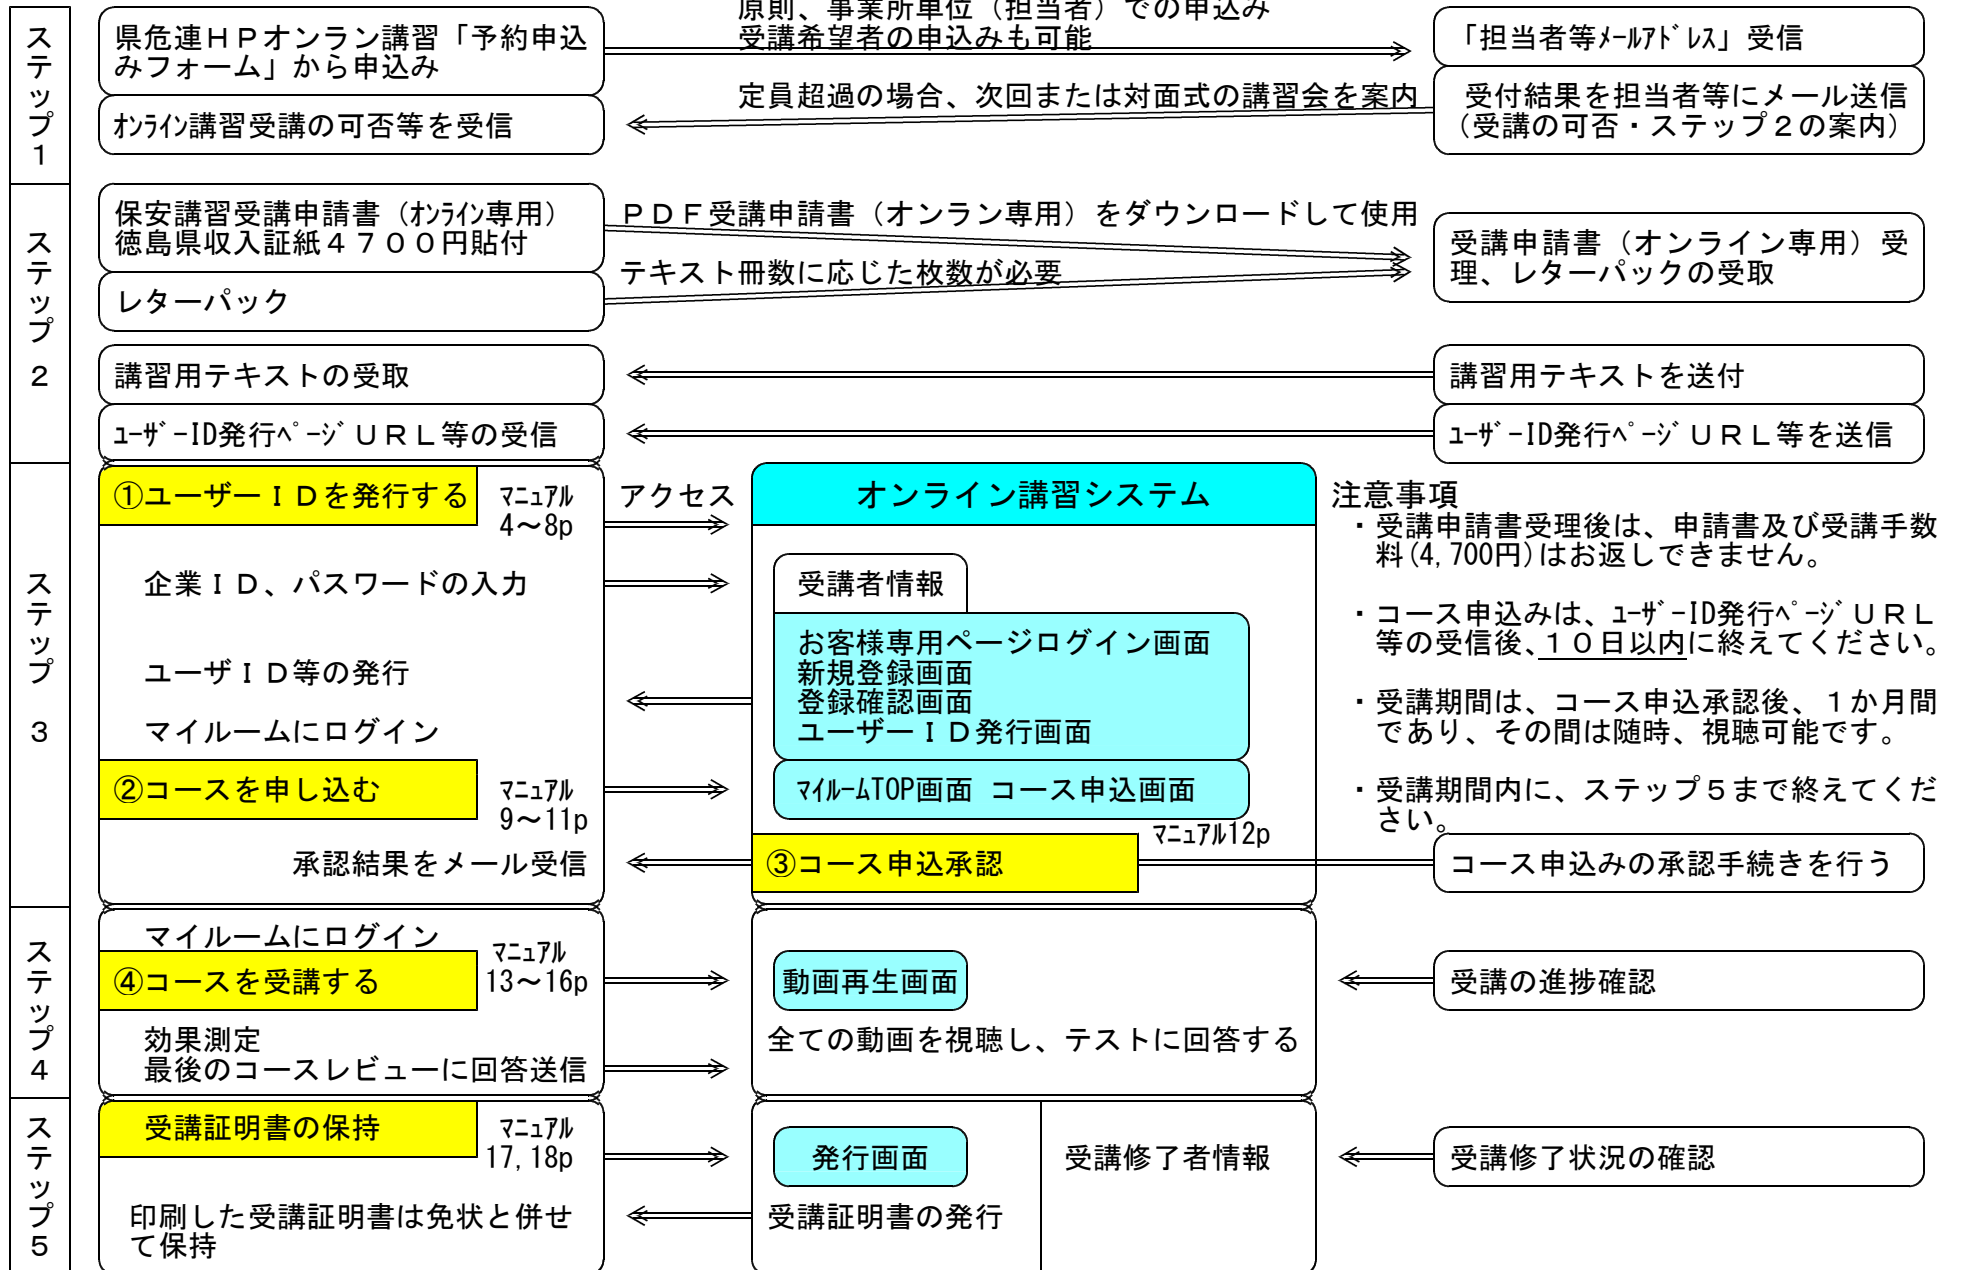 ステップ1
県危連ＨＰオンラン講習「予約申込
みフォーム」から申込み
原則、事業所単位（担当者）での申込み
受講希望者の申込みも可能
「担当者等ﾒｰﾙｱﾄﾞﾚｽ」受信
ｵﾝﾗｲﾝ講習受講の可否等を受信
定員超過の場合、次回または対面式の講習会を案内
受付結果を担当者等にメール送信
（受講の可否・ステップ２の案内）
ステップ２
保安講習受講申請書（ｵﾝﾗｲﾝ専用）
徳島県収入証紙４７００円貼付
レターパック
ＰＤＦ受講申請書（オンラン専用）をダウンロードして使用
テキスト冊数に応じた枚数が必要
受講申請書（オンライン専用）受
理、レターパックの受取
講習用テキストの受取
講習用テキストを送付
ﾕｰｻﾞｰID発行ﾍﾟｰｼﾞＵＲＬ等の受信
ﾕｰｻﾞｰID発行ﾍﾟｰｼﾞＵＲＬ等を送信
ステップ３
①ユーザーＩＤを発行する
ﾏﾆｭｱﾙ
4～8p
アクセス
企業ＩＤ、パスワードの入力
ユーザＩＤ等の発行
マイルームにログイン
②コースを申し込む
ﾏﾆｭｱﾙ
9～11p
承認結果をメール受信
オンライン講習システム
受講者情報
お客様専用ページログイン画面
新規登録画面
登録確認画面
ユーザーＩＤ発行画面
ﾏｲﾙｰﾑTOP画面 コース申込画面
ﾏﾆｭｱﾙ12p
③コース申込承認
注意事項
・受講申請書受理後は、申請書及び受講手数
料(4,700円)はお返しできません。
・コース申込みは、ﾕｰｻﾞｰID発行ﾍﾟｰｼﾞＵＲＬ
等の受信後、１０日以内に終えてください。
・受講期間は、コース申込承認後、１か月間
であり、その間は随時、視聴可能です。
・受講期間内に、ステップ５まで終えてくだ
さい。
コース申込みの承認手続きを行う
ステップ４
マイルームにログイン
④コースを受講する
ﾏﾆｭｱﾙ
13～16p
効果測定
最後のコースレビューに回答送信
動画再生画面
全ての動画を視聴し、テストに回答する
受講の進捗確認
ステップ５
受講証明書の保持
ﾏﾆｭｱﾙ
17,18p
印刷した受講証明書は免状と併せ
て保持
発行画面
受講証明書の発行
受講修了者情報
受講修了状況の確認